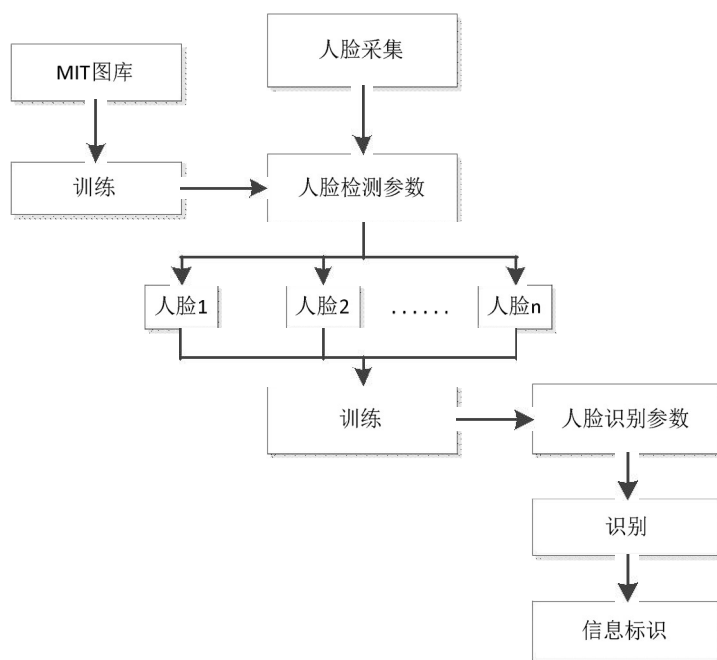 人脸采集
MIT图库
训练
人脸检测参数
人脸1
人脸2
......
人脸n
训练
人脸识别参数
识别
信息标识